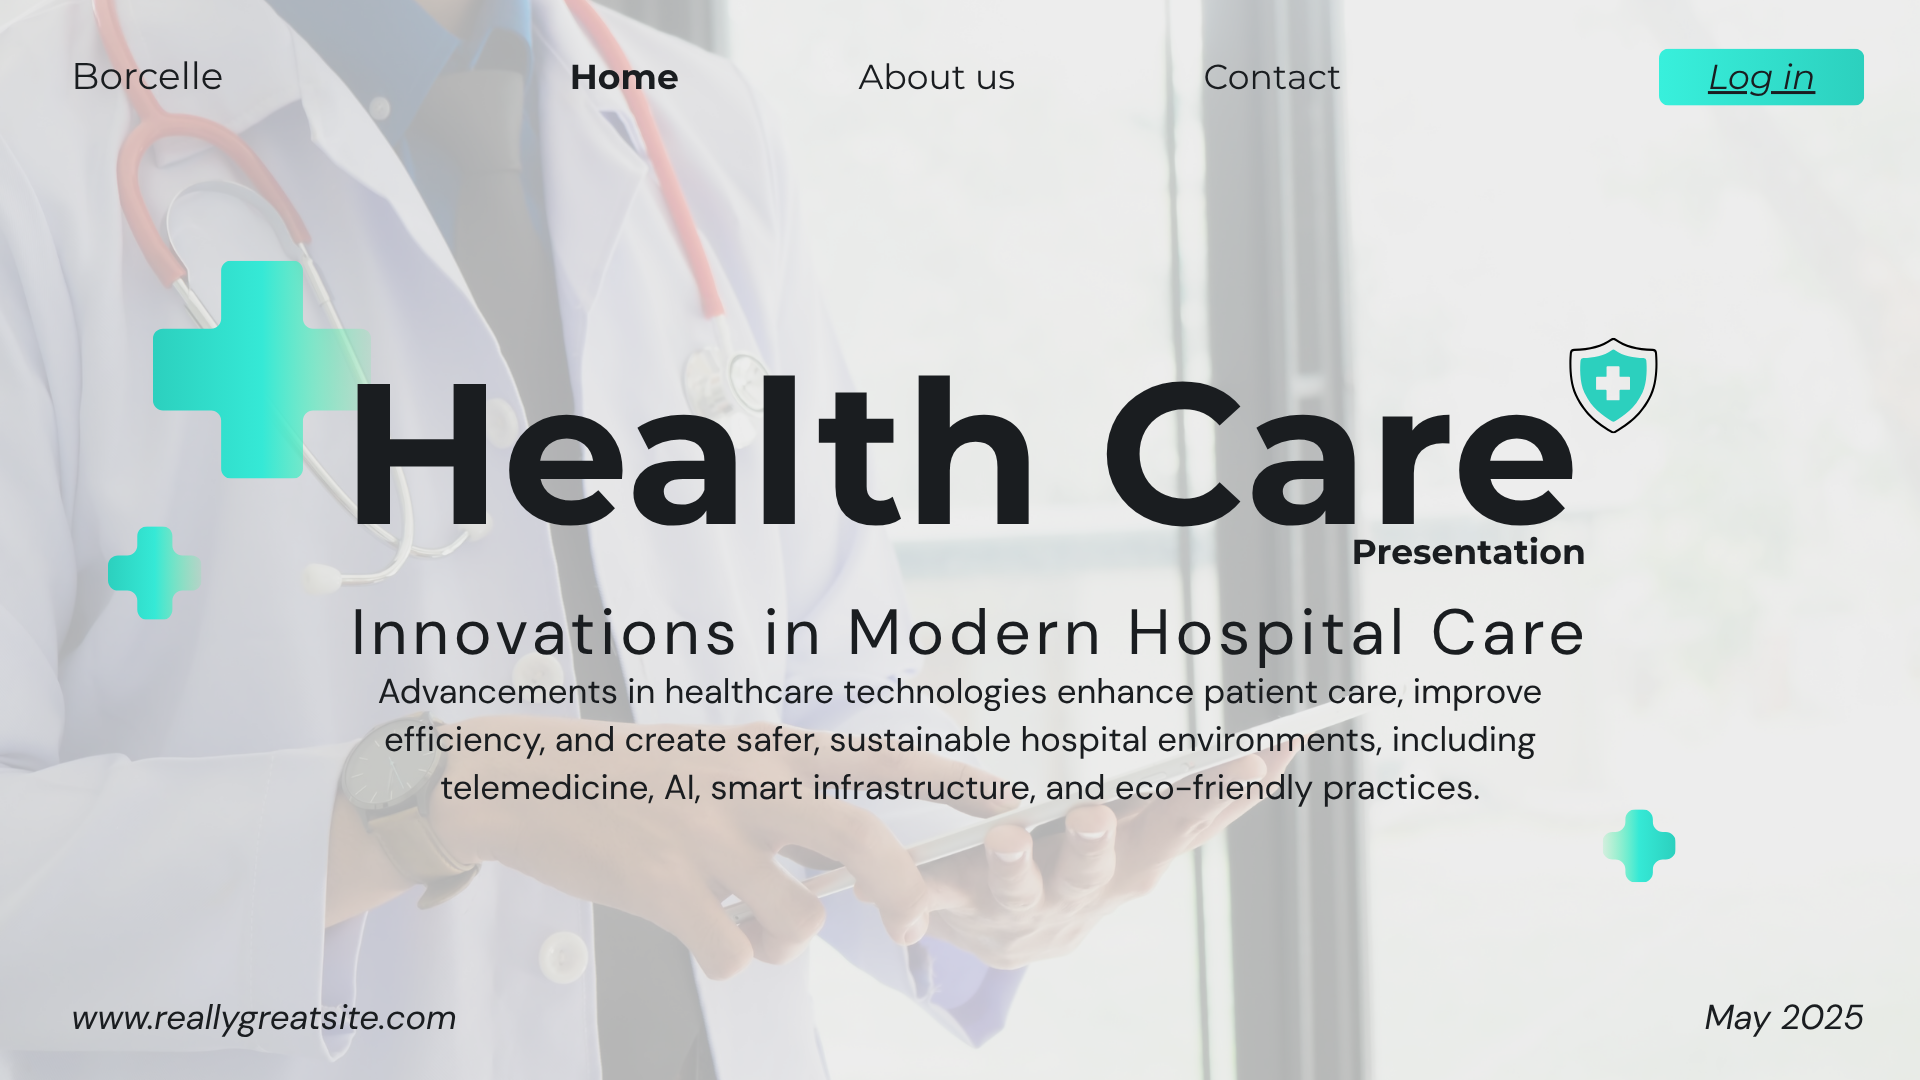 Borcelle
Home
About us
Contact
Log in
Health Care
Presentation
Innovations in Modern Hospital Care
Advancements in healthcare technologies enhance patient care, improve
efficiency, and create safer, sustainable hospital environments, including
telemedicine, AI, smart infrastructure, and eco-friendly practices.
www.reallygreatsite.com
May 2025